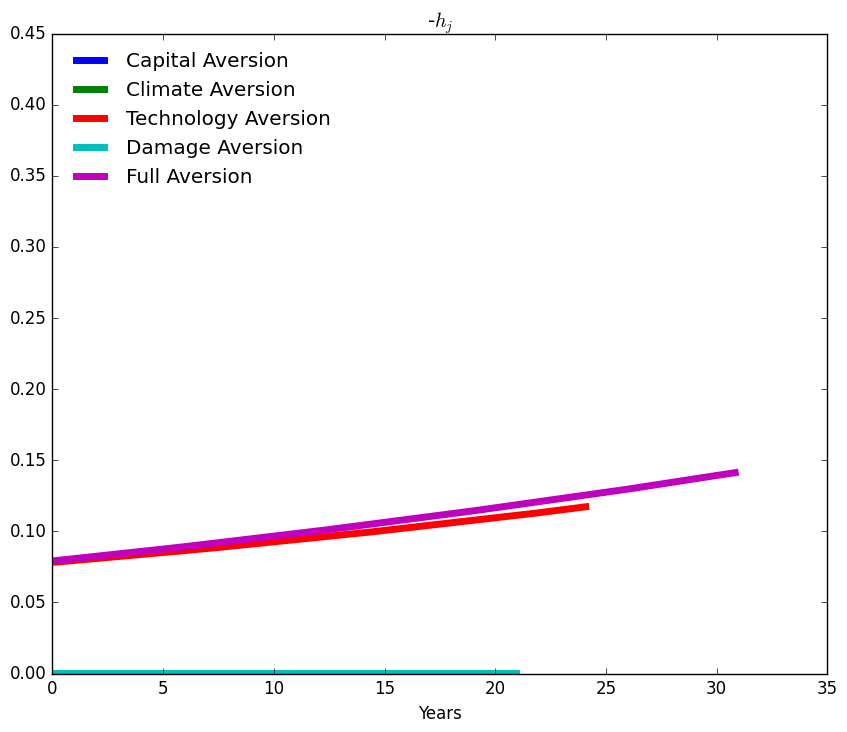 -h_j
0.45
0.40
0.35
0.30
0.25
0.20
0.15
0.10
0.05
0.00
Capital Aversion
Climate Aversion
Technology Aversion
Damage Aversion
Full Aversion
0 5 10 15 20 25 30 35
Years